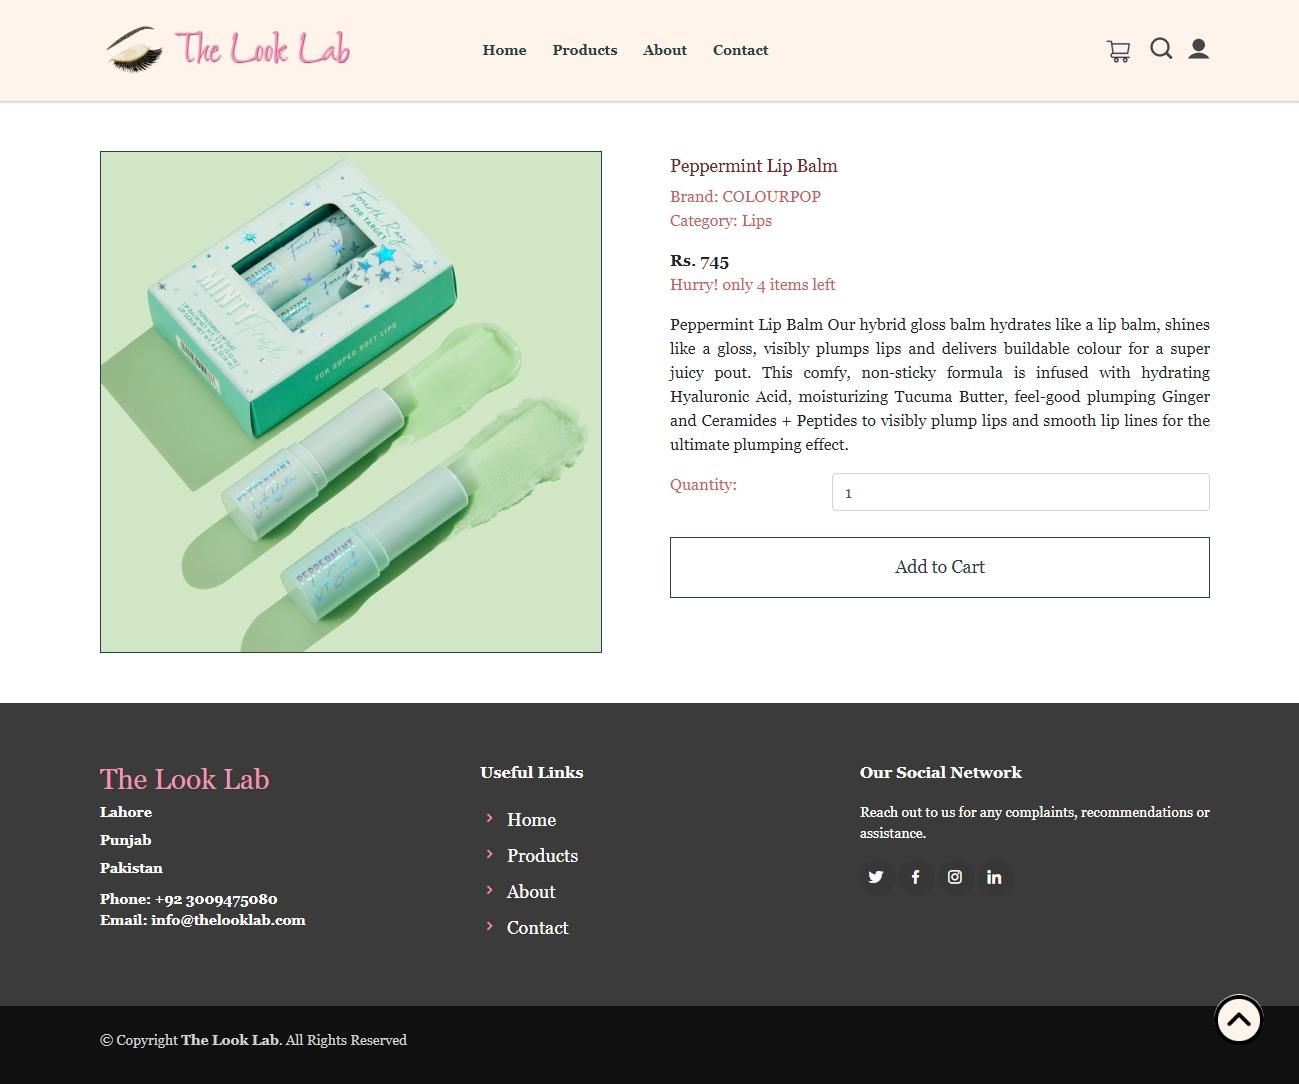 The Look Lab
Home
Products
About
Contact
Fourth Ray
FOR TARGET
MINTY
Fresh
PEPPERMINT LIP DUO
FOR SUPER SOFT LIPS
PEPPERMINT
Lip Balm
PEPPERMINT
Peppermint Lip Balm
Brand: COLOURPOP
Category: Lips
Rs. 745
Hurry! only 4 items left
Peppermint Lip Balm Our hybrid gloss balm hydrates like a lip balm, shines
like a gloss, visibly plumps lips and delivers buildable colour for a super
juicy pout. This comfy, non-sticky formula is infused with hydrating
Hyaluronic Acid, moisturizing Tucuma Butter, feel-good plumping Ginger
and Ceramides + Peptides to visibly plump lips and smooth lip lines for the
ultimate plumping effect.
Quantity:
1
Add to Cart
The Look Lab
Lahore
Punjab
Pakistan
Phone: +92 3009475080
Email: info@thelooklab.com
Useful Links
Home
Products
About
Contact
Our Social Network
Reach out to us for any complaints, recommendations or
assistance.
© Copyright The Look Lab. All Rights Reserved